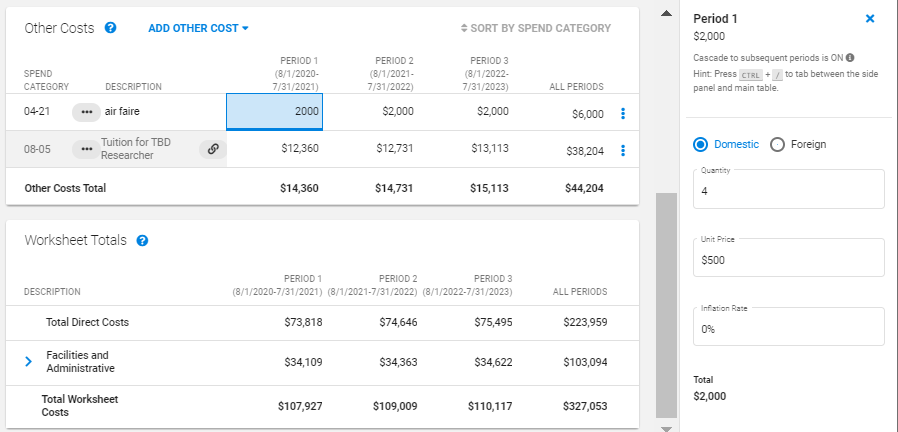 Other Costs ? ADD OTHER COST SORT BY SPEND CATEGORY
SPEND CATEGORY DESCRIPTION PERIOD 1 (8/1/2020-7/31/2021) PERIOD 2 (8/1/2021-7/31/2022) PERIOD 3 (8/1/2022-7/31/2023) ALL PERIODS
04-21 ••• air faire 2000 $2,000 $2,000 $6,000
08-05 ••• Tuition for TBD Researcher $12,360 $12,731 $13,113 $38,204
Other Costs Total $14,360 $14,731 $15,113 $44,204
Worksheet Totals ?
DESCRIPTION PERIOD 1 (8/1/2020-7/31/2021) PERIOD 2 (8/1/2021-7/31/2022) PERIOD 3 (8/1/2022-7/31/2023) ALL PERIODS
Total Direct Costs $73,818 $74,646 $75,495 $223,959
Facilities and Administrative $34,109 $34,363 $34,622 $103,094
Total Worksheet Costs $107,927 $109,009 $110,117 $327,053
Period 1
$2,000
Cascade to subsequent periods is ON
Hint: Press CTRL + / to tab between the side
panel and main table.
Domestic Foreign
Quantity
4
Unit Price
$500
Inflation Rate
0%
Total
$2,000